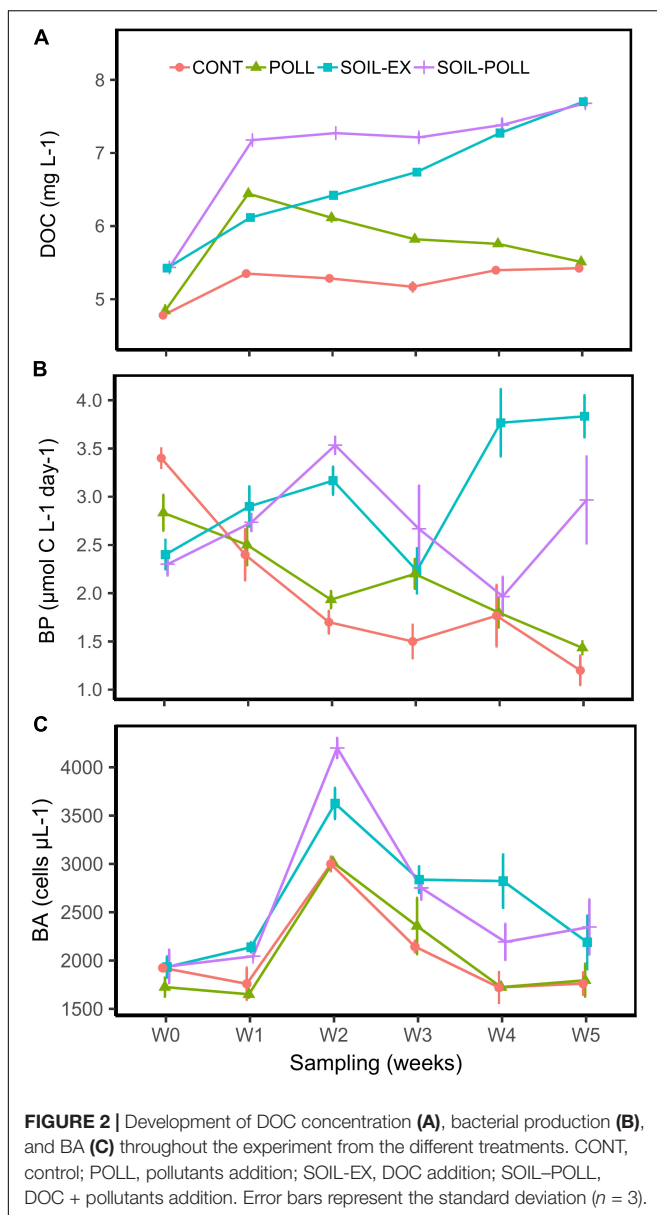 A
CONT POLL SOIL-EX SOIL-POLL
8
7
6
5
DOC (mg L-1)
B
4.0
3.5
3.0
2.5
2.0
1.5
1.0
BP (µmol C L-1 day-1)
C
4000
3500
3000
2500
2000
1500
BA (cells µL-1)
W0 W1 W2 W3 W4 W5
Sampling (weeks)
FIGURE 2 | Development of DOC concentration (A), bacterial production (B),
and BA (C) throughout the experiment from the different treatments. CONT,
control; POLL, pollutants addition; SOIL-EX, DOC addition; SOIL–POLL,
DOC + pollutants addition. Error bars represent the standard deviation (n = 3).